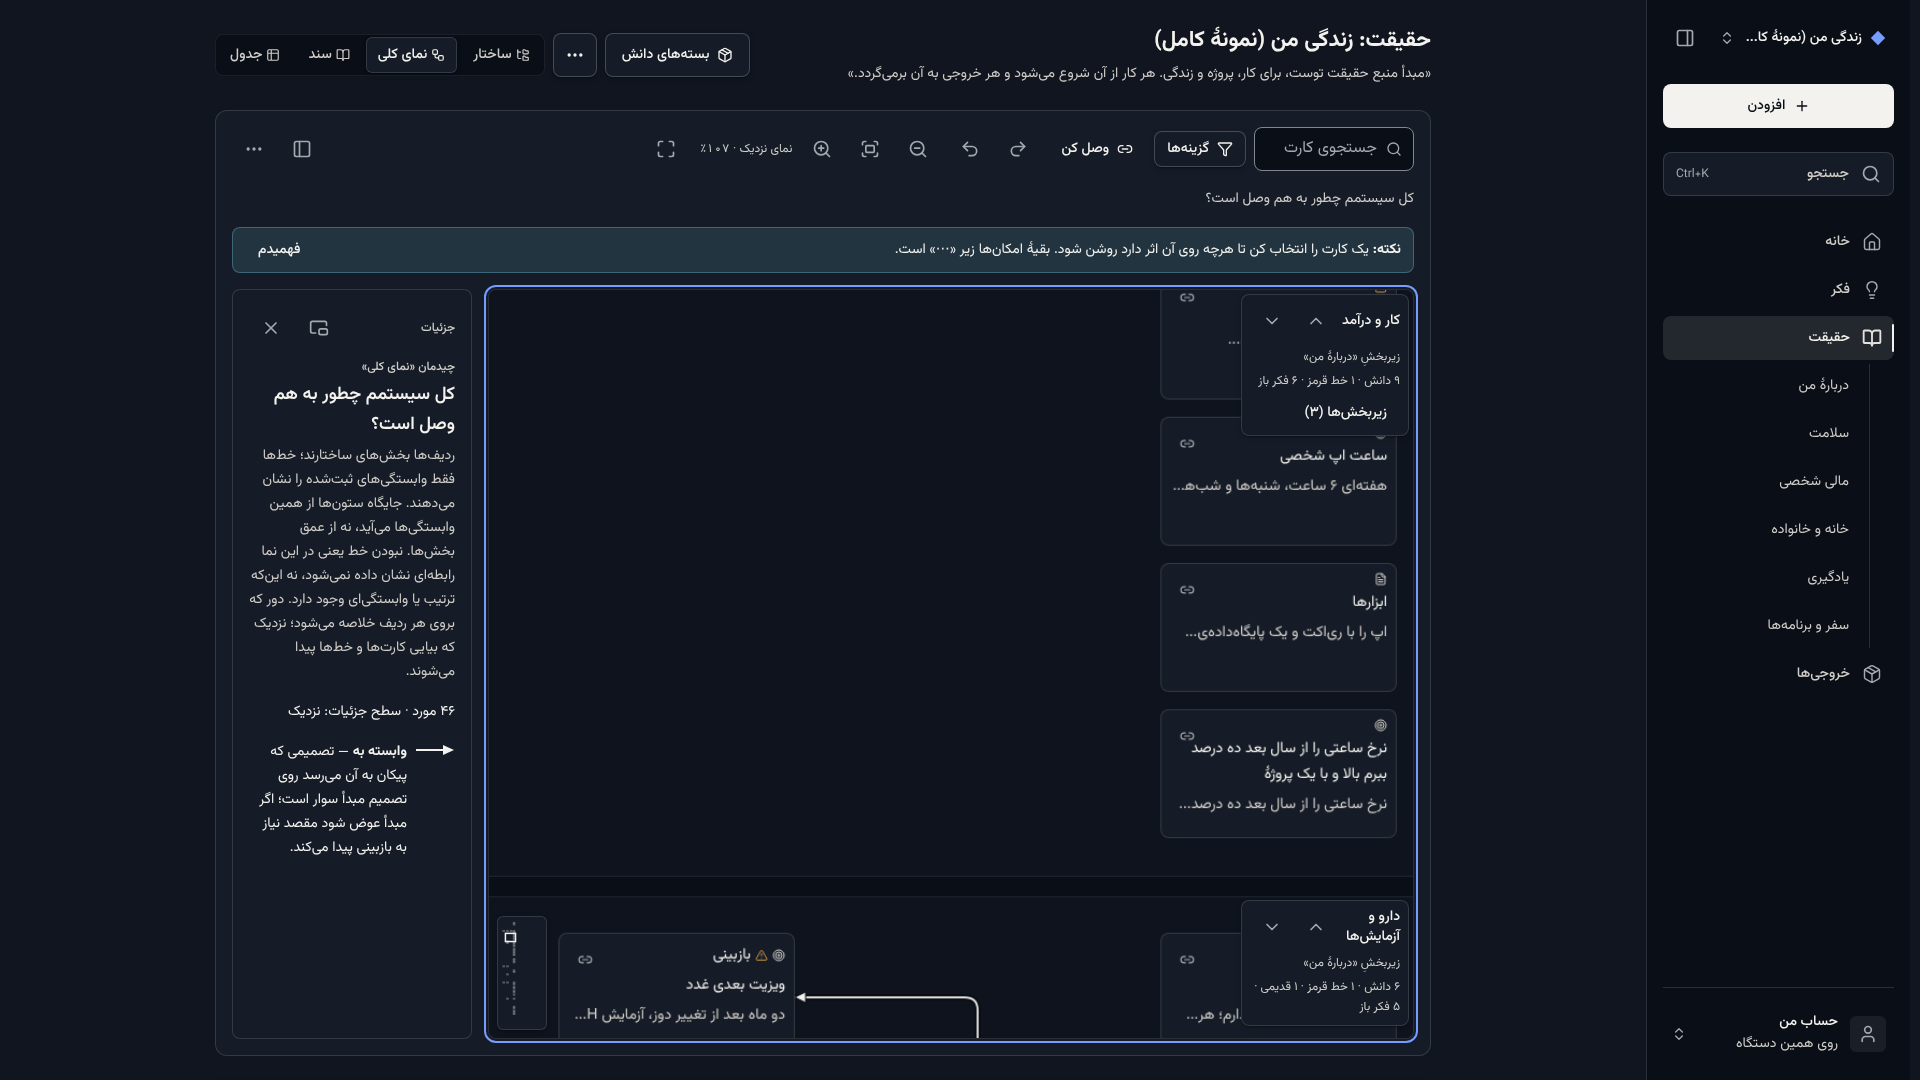 زندگی من (نمونهٔ کا...
افزودن
جستجو
Ctrl+K
خانه
فکر
حقیقت
دربارهٔ من
سلامت
مالی شخصی
خانه و خانواده
یادگیری
سفر و برنامه‌ها
خروجی‌ها
حساب من
روی همین دستگاه
حقیقت: زندگی من (نمونهٔ کامل)
«مبدأ منبع حقیقت توست، برای کار، پروژه و زندگی. هر کار از آن شروع می‌شود و هر خروجی به آن برمی‌گردد.»
بسته‌های دانش
ساختار
نمای کلی
سند
جدول
جستجوی کارت
گزینه‌ها
وصل کن
نمای نزدیک · ۱۰۷٪
کل سیستمم چطور به هم وصل است؟
نکته: یک کارت را انتخاب کن تا هرچه روی آن اثر دارد روشن شود. بقیهٔ امکان‌ها زیر «···» است.
فهمیدم
کار و درآمد
زیربخشِ «دربارهٔ من»
۹ دانش · ۱ خط قرمز · ۶ فکر باز
زیربخش‌ها (۳)
...
ساعت اپ شخصی
هفته‌ای ۶ ساعت، شنبه‌ها و شب‌هـ...
ابزارها
اپ را با ری‌اکت و یک پایگاه‌داده‌ی...
نرخ ساعتی را از سال بعد ده درصد
ببرم بالا و با یک پروژهٔ
نرخ ساعتی را از سال بعد ده درصد...
دارو و
آزمایش‌ها
زیربخشِ «دربارهٔ من»
۶ دانش · ۱ خط قرمز · ۱ قدیمی ·
۵ فکر باز
دارم؛ هر...
بازبینی
ویزیت بعدی غدد
دو ماه بعد از تغییر دوز، آزمایش H...
جزئیات
چیدمان «نمای کلی»
کل سیستمم چطور به هم
وصل است؟
ردیف‌ها بخش‌های ساختارند؛ خط‌ها
فقط وابستگی‌های ثبت‌شده را نشان
می‌دهند. جایگاه ستون‌ها از همین
وابستگی‌ها می‌آید، نه از عمق
بخش‌ها. نبودن خط یعنی در این نما
رابطه‌ای نشان داده نمی‌شود، نه این‌که
ترتیب یا وابستگی‌ای وجود دارد. دور که
بروی هر ردیف خلاصه می‌شود؛ نزدیک
که بیایی کارت‌ها و خط‌ها پیدا
می‌شوند.
۴۶ مورد · سطح جزئیات: نزدیک
وابسته به – تصمیمی که
پیکان به آن می‌رسد روی
تصمیم مبدأ سوار است؛ اگر
مبدأ عوض شود مقصد نیاز
به بازبینی پیدا می‌کند.